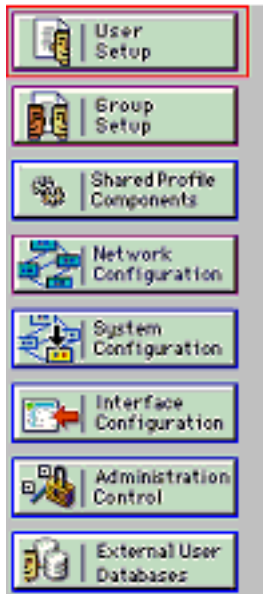 User
Setup
Group
Setup
Shared Profile
Components
Network
Configuration
System
Configuration
Interface
Configuration
Administration
Control
External User
Databases